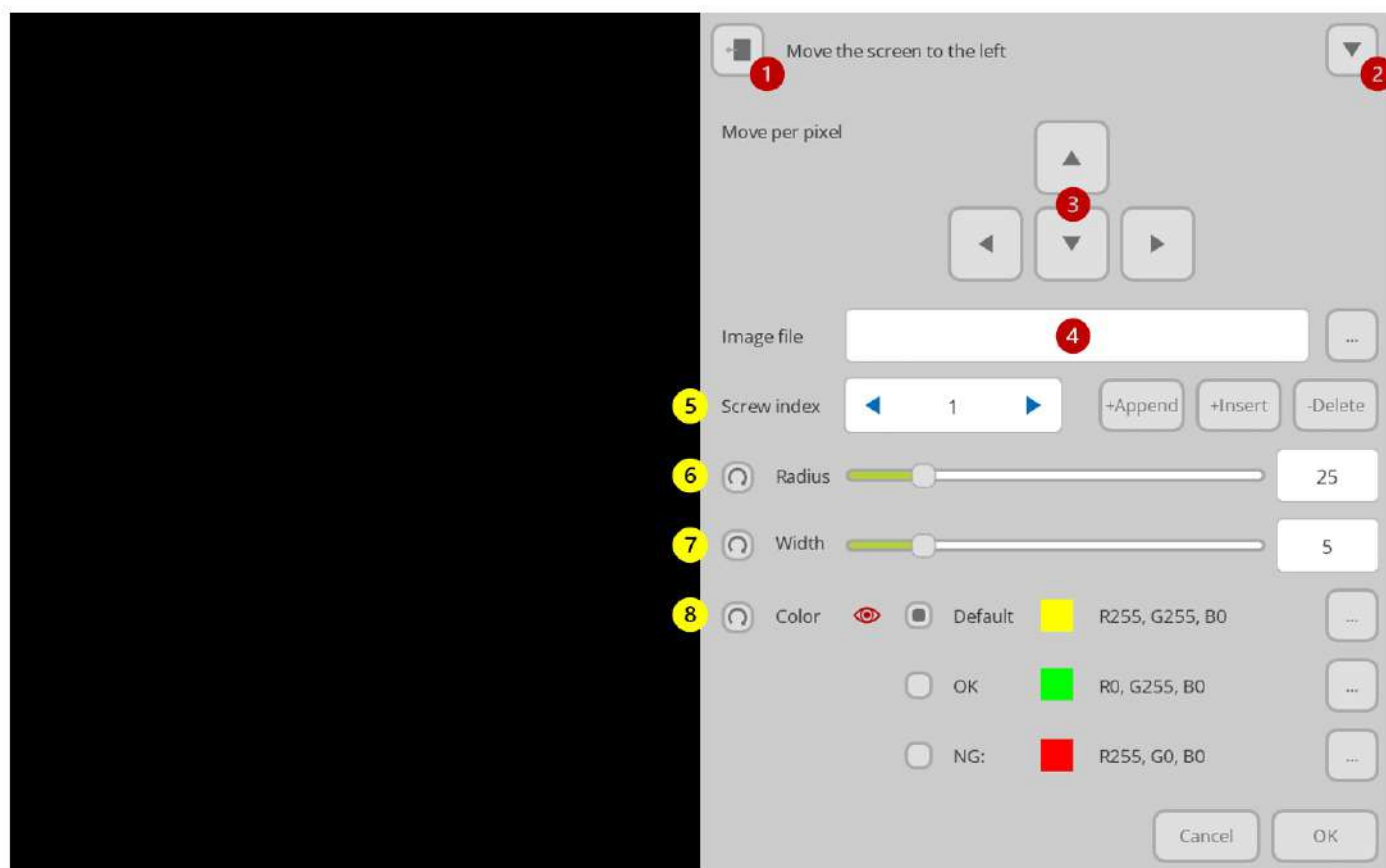 Move the screen to the left
1
2
Move per pixel
3
Image file
4
...
5
Screw index
1
+Append
+Insert
-Delete
6
Radius
25
7
Width
5
8
Color
Default
R255, G255, B0
...
OK
R0, G255, B0
...
NG:
R255, G0, B0
...
Cancel
OK